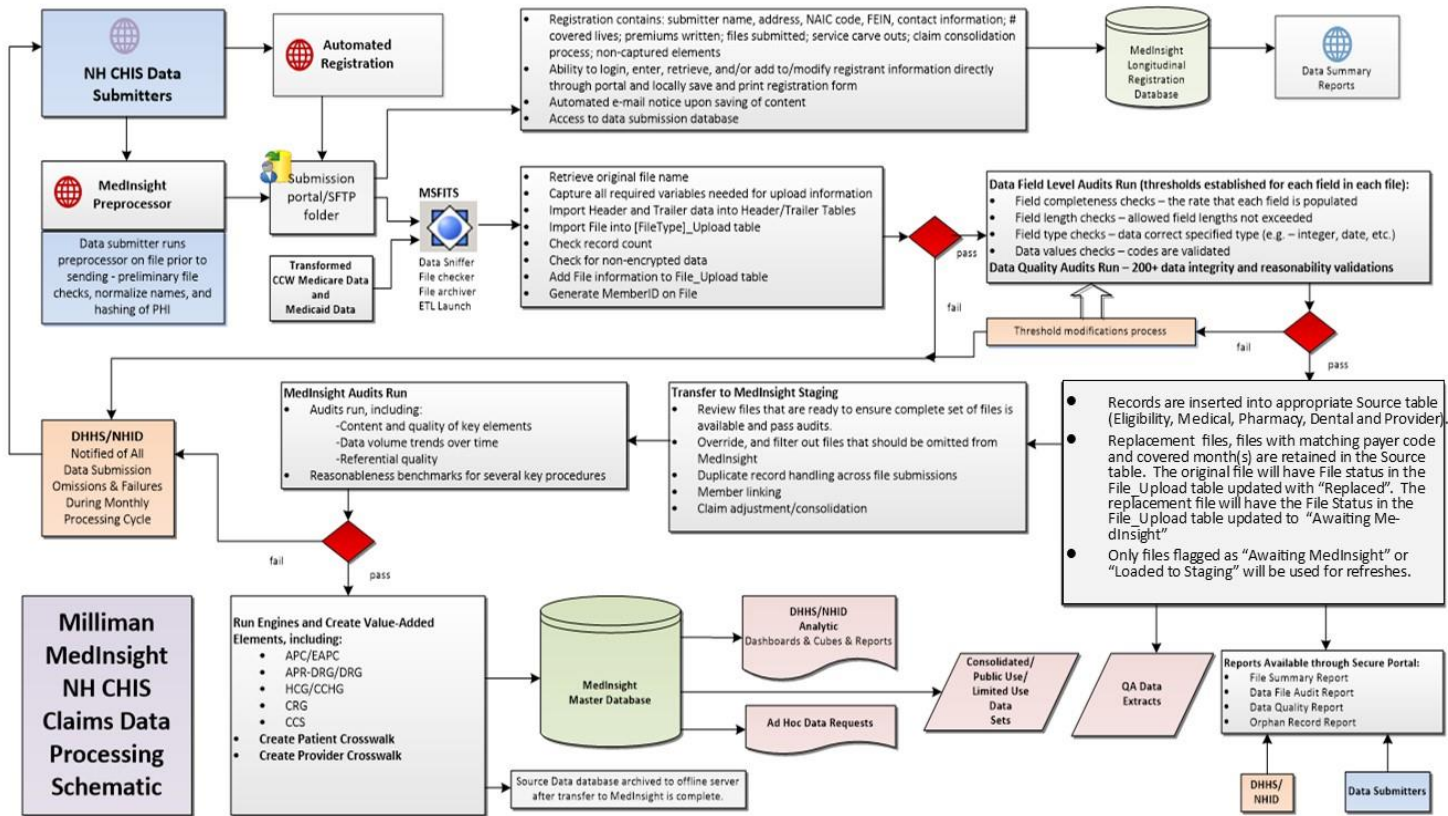 NH CHIS Data
Submitters
Automated
Registration
• Registration contains: submitter name, address, NAIC code, FEIN, contact information; #
covered lives; premiums written; files submitted; service carve outs; claim consolidation
process; non-captured elements
• Ability to login, enter, retrieve, and/or add to/modify registrant information directly
through portal and locally save and print registration form
• Automated e-mail notice upon saving of content
• Access to data submission database
MedInsight
Longitudinal
Registration
Database
Data Summary
Reports
MedInsight
Preprocessor
Data submitter runs
preprocessor on file prior to
sending - preliminary file
checks, normalize names, and
hashing of PHI
Submission
portal/SFTP
folder
Transformed
CCW Medicare Data
and
Medicaid Data
MSFITS
Data Sniffer
File checker
File archiver
ETL Launch
• Retrieve original file name
• Capture all required variables needed for upload information
• Import Header and Trailer data into Header/Trailer Tables
• Import File into [FileType]_Upload table
• Check record count
• Check for non-encrypted data
• Add File information to File_Upload table
• Generate MemberID on File
pass
fail
Data Field Level Audits Run (thresholds established for each field in each file):
• Field completeness checks – the rate that each field is populated
• Field length checks – allowed field lengths not exceeded
• Field type checks – data correct specified type (e.g. – integer, date, etc.)
• Data values checks – codes are validated
Data Quality Audits Run – 200+ data integrity and reasonability validations
Threshold modifications process
fail
pass
DHHS/NHID
Notified of All
Data Submission
Omissions & Failures
During Monthly
Processing Cycle
MedInsight Audits Run
• Audits run, including:
-Content and quality of key elements
-Data volume trends over time
-Referential quality
• Reasonableness benchmarks for several key procedures
fail
pass
Transfer to MedInsight Staging
• Review files that are ready to ensure complete set of files is
available and pass audits.
• Override, and filter out files that should be omitted from
MedInsight
• Duplicate record handling across file submissions
• Member linking
• Claim adjustment/consolidation
• Records are inserted into appropriate Source table
(Eligibility, Medical, Pharmacy, Dental and Provider).
• Replacement files, files with matching payer code
and covered month(s) are retained in the Source
table. The original file will have File status in the
File_Upload table updated with “Replaced”. The
replacement file will have the File Status in the
File_Upload table updated to “Awaiting Me-
dInsight”
• Only files flagged as “Awaiting MedInsight” or
“Loaded to Staging” will be used for refreshes.
Milliman
MedInsight
NH CHIS
Claims Data
Processing
Schematic
Run Engines and Create Value-Added
Elements, including:
• APC/EAPC
• APR-DRG/DRG
• HCG/CCHG
• CRG
• CCS
• Create Patient Crosswalk
• Create Provider Crosswalk
MedInsight
Master Database
Source Data database archived to offline server
after transfer to MedInsight is complete.
DHHS/NHID
Analytic
Dashboards & Cubes & Reports
Ad Hoc Data Requests
Consolidated/
Public Use/
Limited Use
Data
Sets
QA Data
Extracts
Reports Available through Secure Portal:
• File Summary Report
• Data File Audit Report
• Data Quality Report
• Orphan Record Report
DHHS/
NHID
Data Submitters